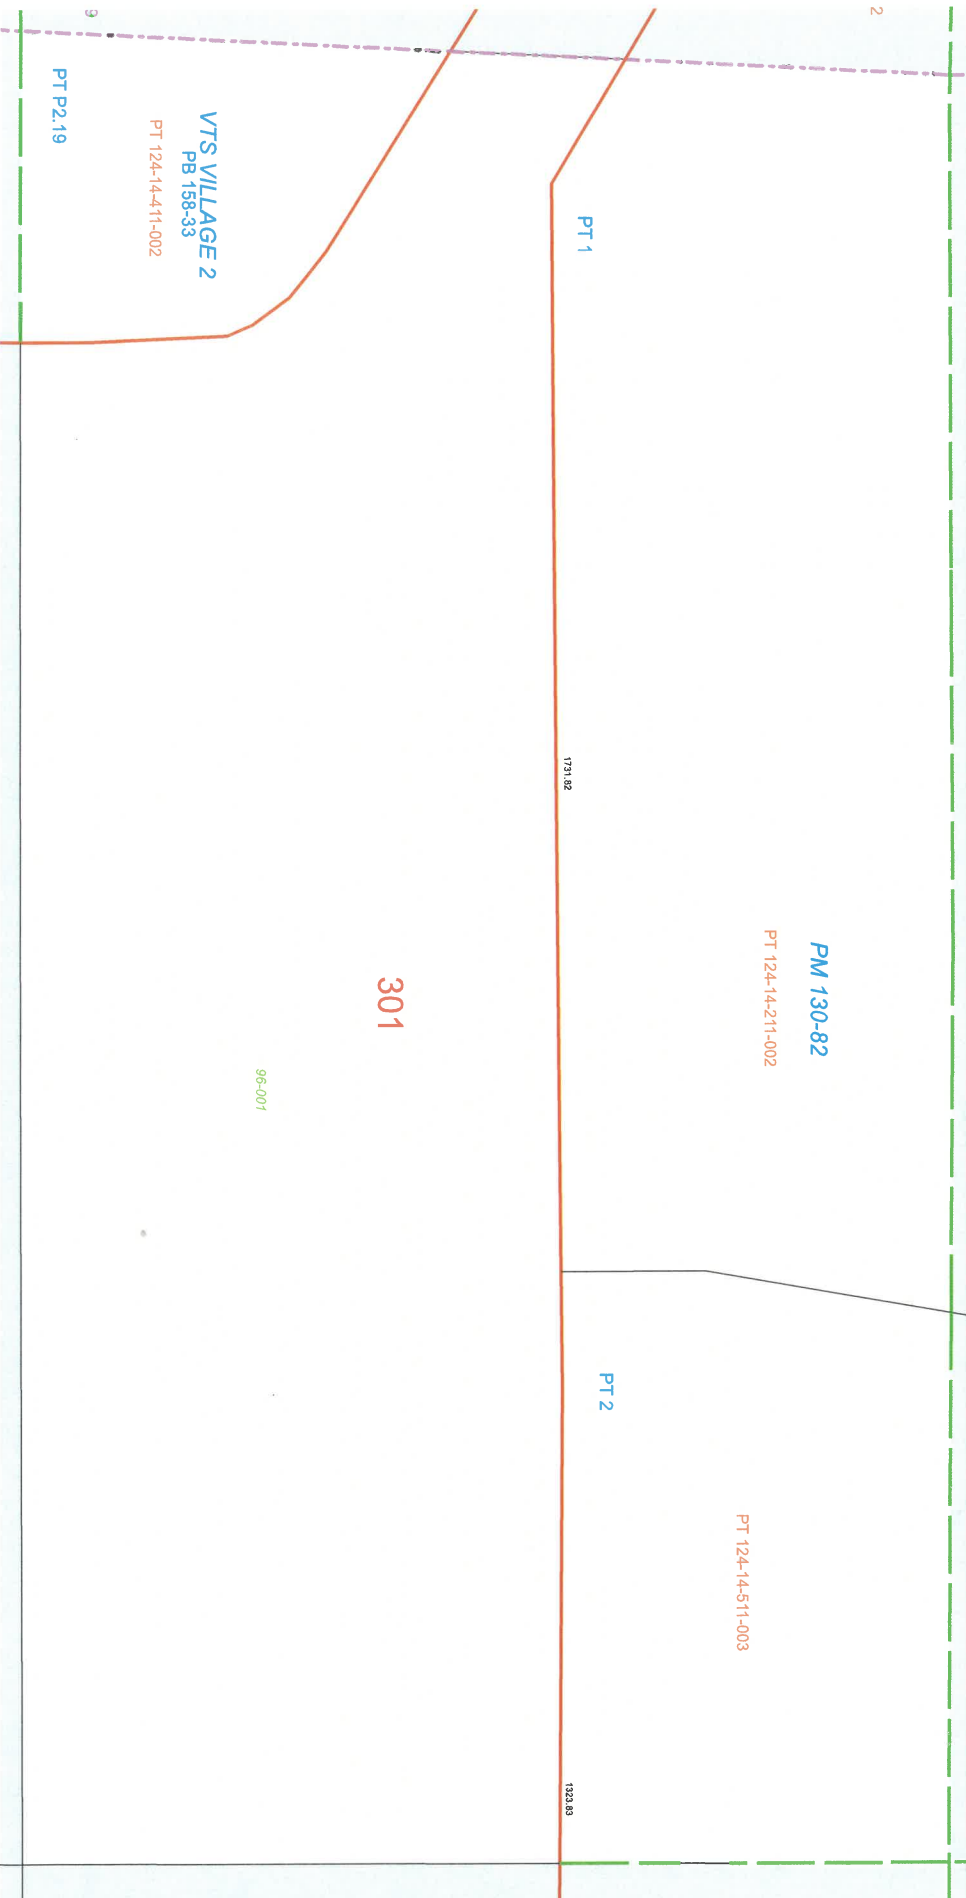 2
PT 1
PM 130-82
PT 124-14-211-002
PT 2
PT 124-14-511-003
1731.82
1323.83
301
96-001
VTS VILLAGE 2
PB 158-33
PT 124-14-411-002
PT P2.19